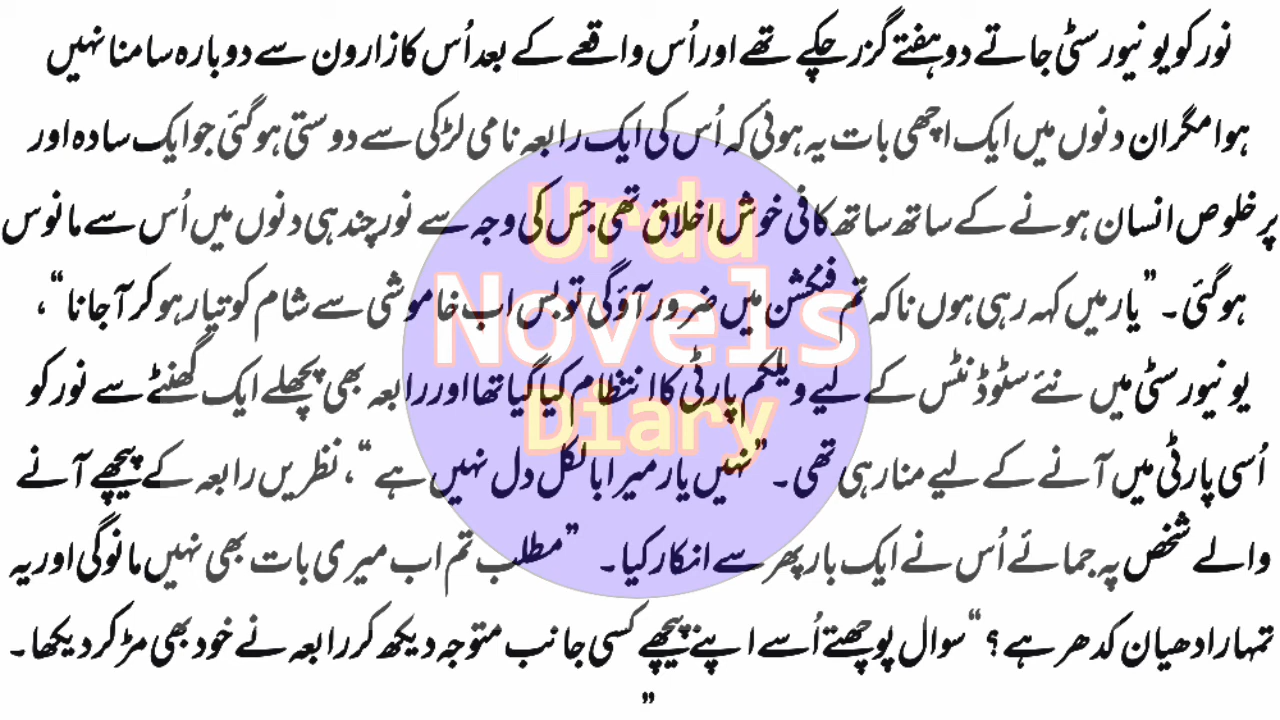 نور کو یونیورسٹی جاتے دو ہفتے گزر چکے تھے اور اُس واقعے کے بعد اُس کا زارون سے دوبارہ سامنا نہیں
ہوا مگر ان دنوں میں ایک اچھی بات یہ ہوئی کہ اُس کی ایک رابعہ نامی لڑکی سے دوستی ہو گئی جو ایک سادہ اور
پر خلوص انسان ہونے کے ساتھ ساتھ کافی خوش اخلاق تھی جس کی وجہ سے نور چند ہی دنوں میں اُس سے مانوس
ہو گئی۔ ”یار میں کہہ رہی ہوں ناکہ تم فنکشن میں ضرور آؤ گی تو بس اب خاموشی سے شام کو تیار ہو کر آجانا“،
یونیورسٹی میں نئے سٹوڈنٹس کے لیے ویلکم پارٹی کا انتظام کیا گیا تھا اور رابعہ بھی پچھلے ایک گھنٹے سے نور کو
اُسی پارٹی میں آنے کے لیے منا رہی تھی۔ ”نہیں یار میرا بالکل دل نہیں ہے“، نظریں رابعہ کے پیچھے آنے
والے شخص پہ جمائے اُس نے ایک بار پھر سے انکار کیا۔ ”مطلب تم اب میری بات بھی نہیں مانو گی اور یہ
تمہارا دھیان کدھر ہے؟“ سوال پوچھتے اُسے اپنے پیچھے کسی جانب متوجہ دیکھ کر رابعہ نے خود بھی مڑ کر دیکھا۔
”
Urdu
Novels
Diary